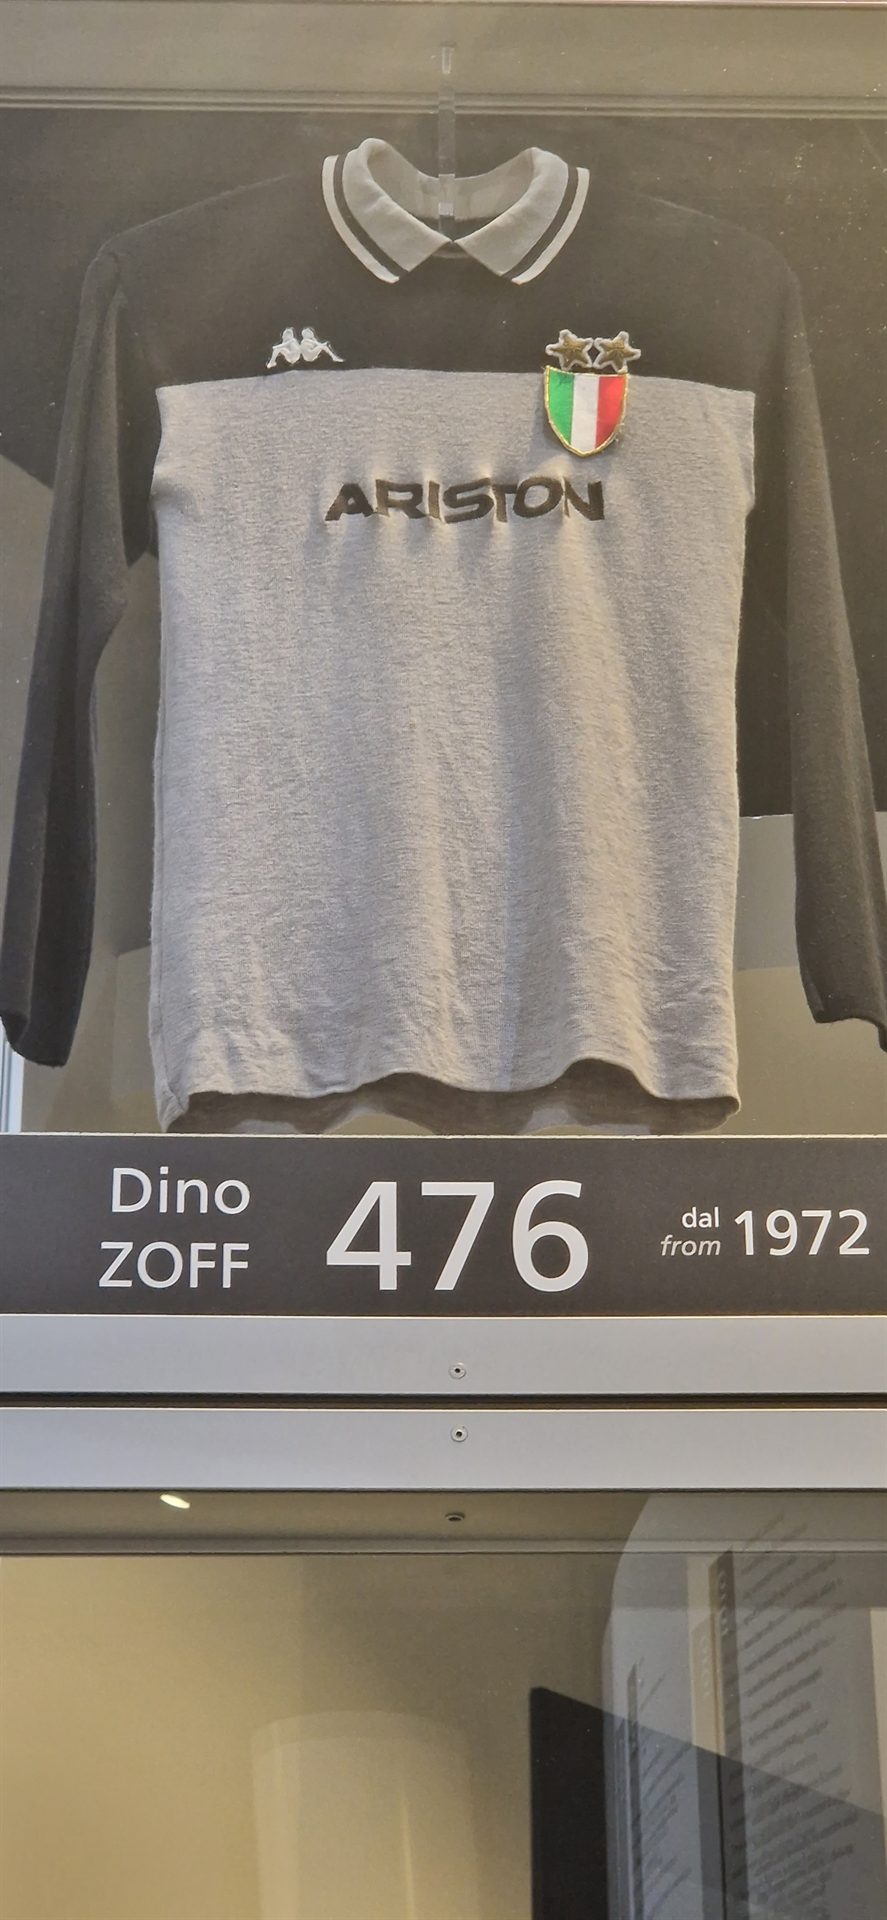 ARISTON
Dino
ZOFF
476
dal
from
1972